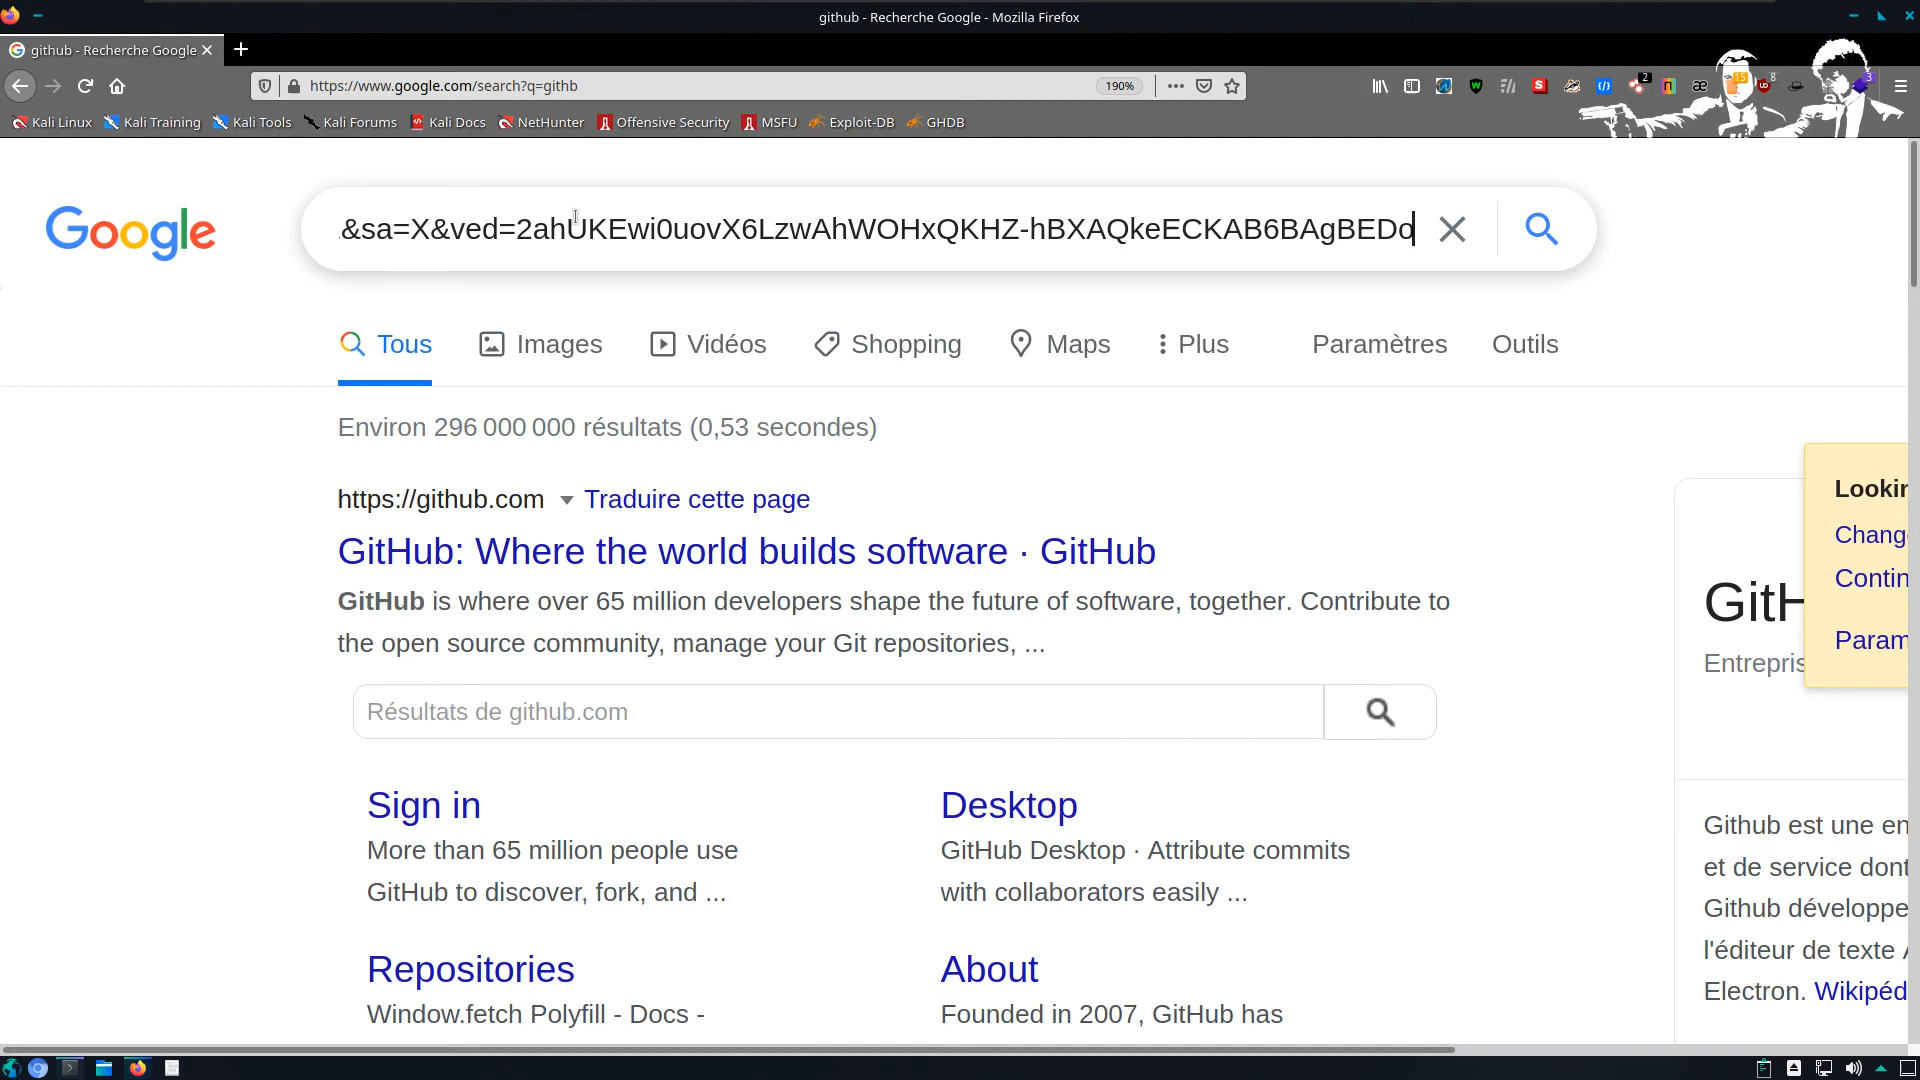 github - Recherche Google - Mozilla Firefox
github - Recherche Google
https://www.google.com/search?q=githb
190%
2
15
8
3
Kali Linux
Kali Training
Kali Tools
Kali Forums
Kali Docs
NetHunter
Offensive Security
MSFU
Exploit-DB
GHDB
Google
&sa=X&ved=2ahUKEwi0uovX6LzwAhWOHxQKHZ-hBXAQkeECKAB6BAgBEDo
Tous
Images
Vidéos
Shopping
Maps
Plus
Paramètres
Outils
Environ 296 000 000 résultats (0,53 secondes)
https://github.com
Traduire cette page
GitHub: Where the world builds software · GitHub
GitHub is where over 65 million developers shape the future of software, together. Contribute to
the open source community, manage your Git repositories, ...
Résultats de github.com
Sign in
More than 65 million people use
GitHub to discover, fork, and ...
Desktop
GitHub Desktop · Attribute commits
with collaborators easily ...
Repositories
Window.fetch Polyfill - Docs -
About
Founded in 2007, GitHub has
Lookin
Change
Contin
Param
GitH
Entrepris
Github est une en
et de service dont
Github développe
l'éditeur de texte
Electron. Wikipéd